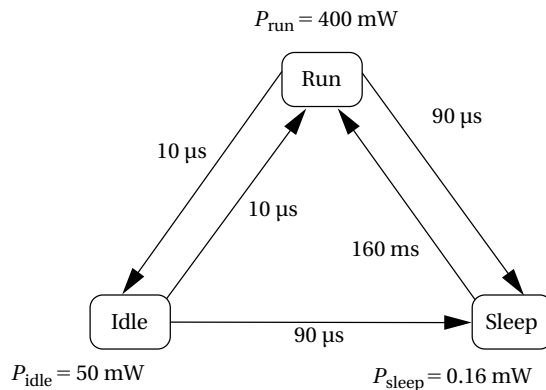 P_run = 400 mW
Run
10 µs
90 µs
10 µs
160 ms
Idle
90 µs
Sleep
P_idle = 50 mW
P_sleep = 0.16 mW